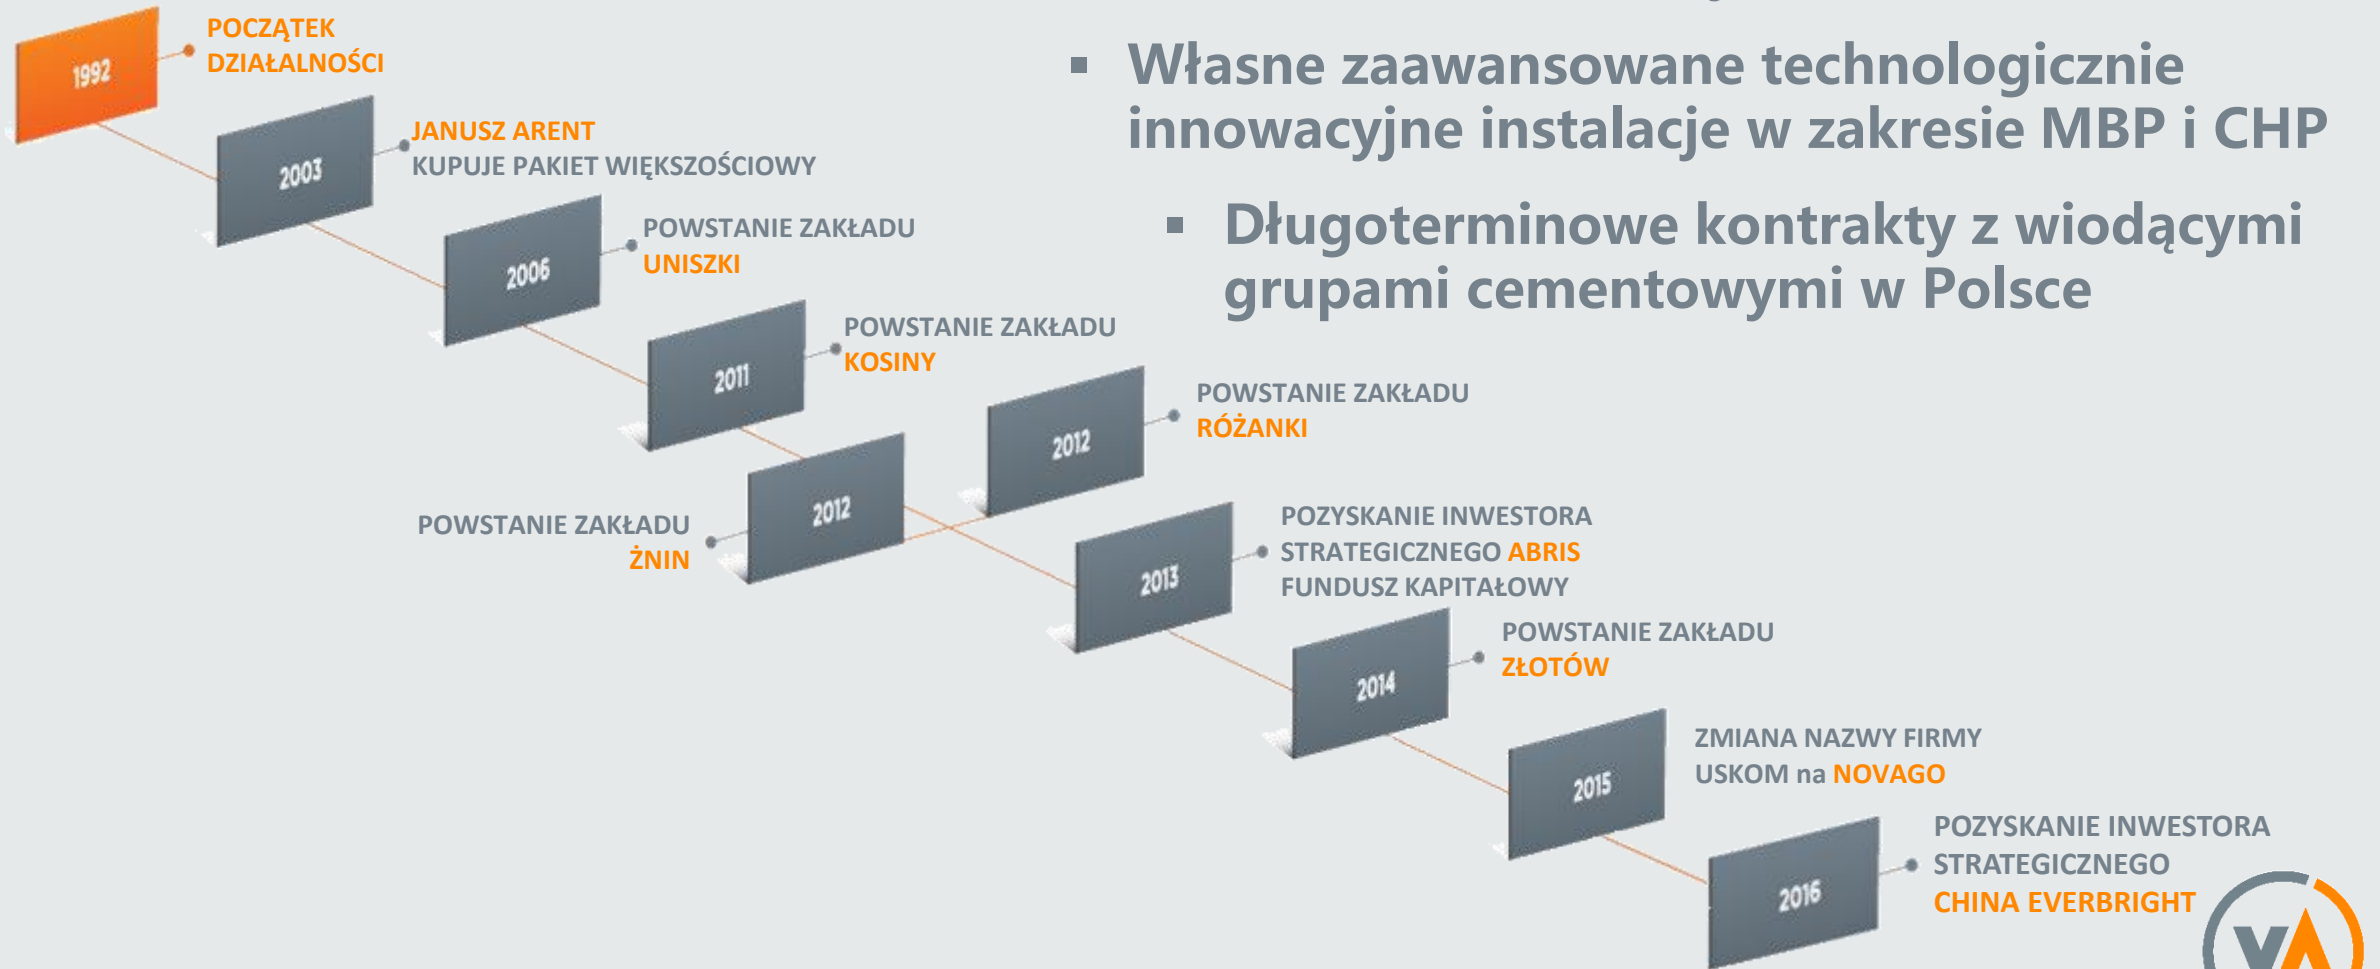 ▪ Własne zaawansowane technologicznie
innowacyjne instalacje w zakresie MBP i CHP
▪ Długoterminowe kontrakty z wiodącymi
grupami cementowymi w Polsce
1992
POCZĄTEK
DZIAŁALNOŚCI
2003
JANUSZ ARENT
KUPUJE PAKIET WIĘKSZOŚCIOWY
2006
POWSTANIE ZAKŁADU
UNISZKI
2011
POWSTANIE ZAKŁADU
KOSINY
2012
POWSTANIE ZAKŁADU
RÓŻANKI
2012
POWSTANIE ZAKŁADU
ŻNIN
2013
POZYSKANIE INWESTORA
STRATEGICZNEGO ABRIS
FUNDUSZ KAPITAŁOWY
2014
POWSTANIE ZAKŁADU
ZŁOTÓW
2015
ZMIANA NAZWY FIRMY
USKOM na NOVAGO
2016
POZYSKANIE INWESTORA
STRATEGICZNEGO
CHINA EVERBRIGHT